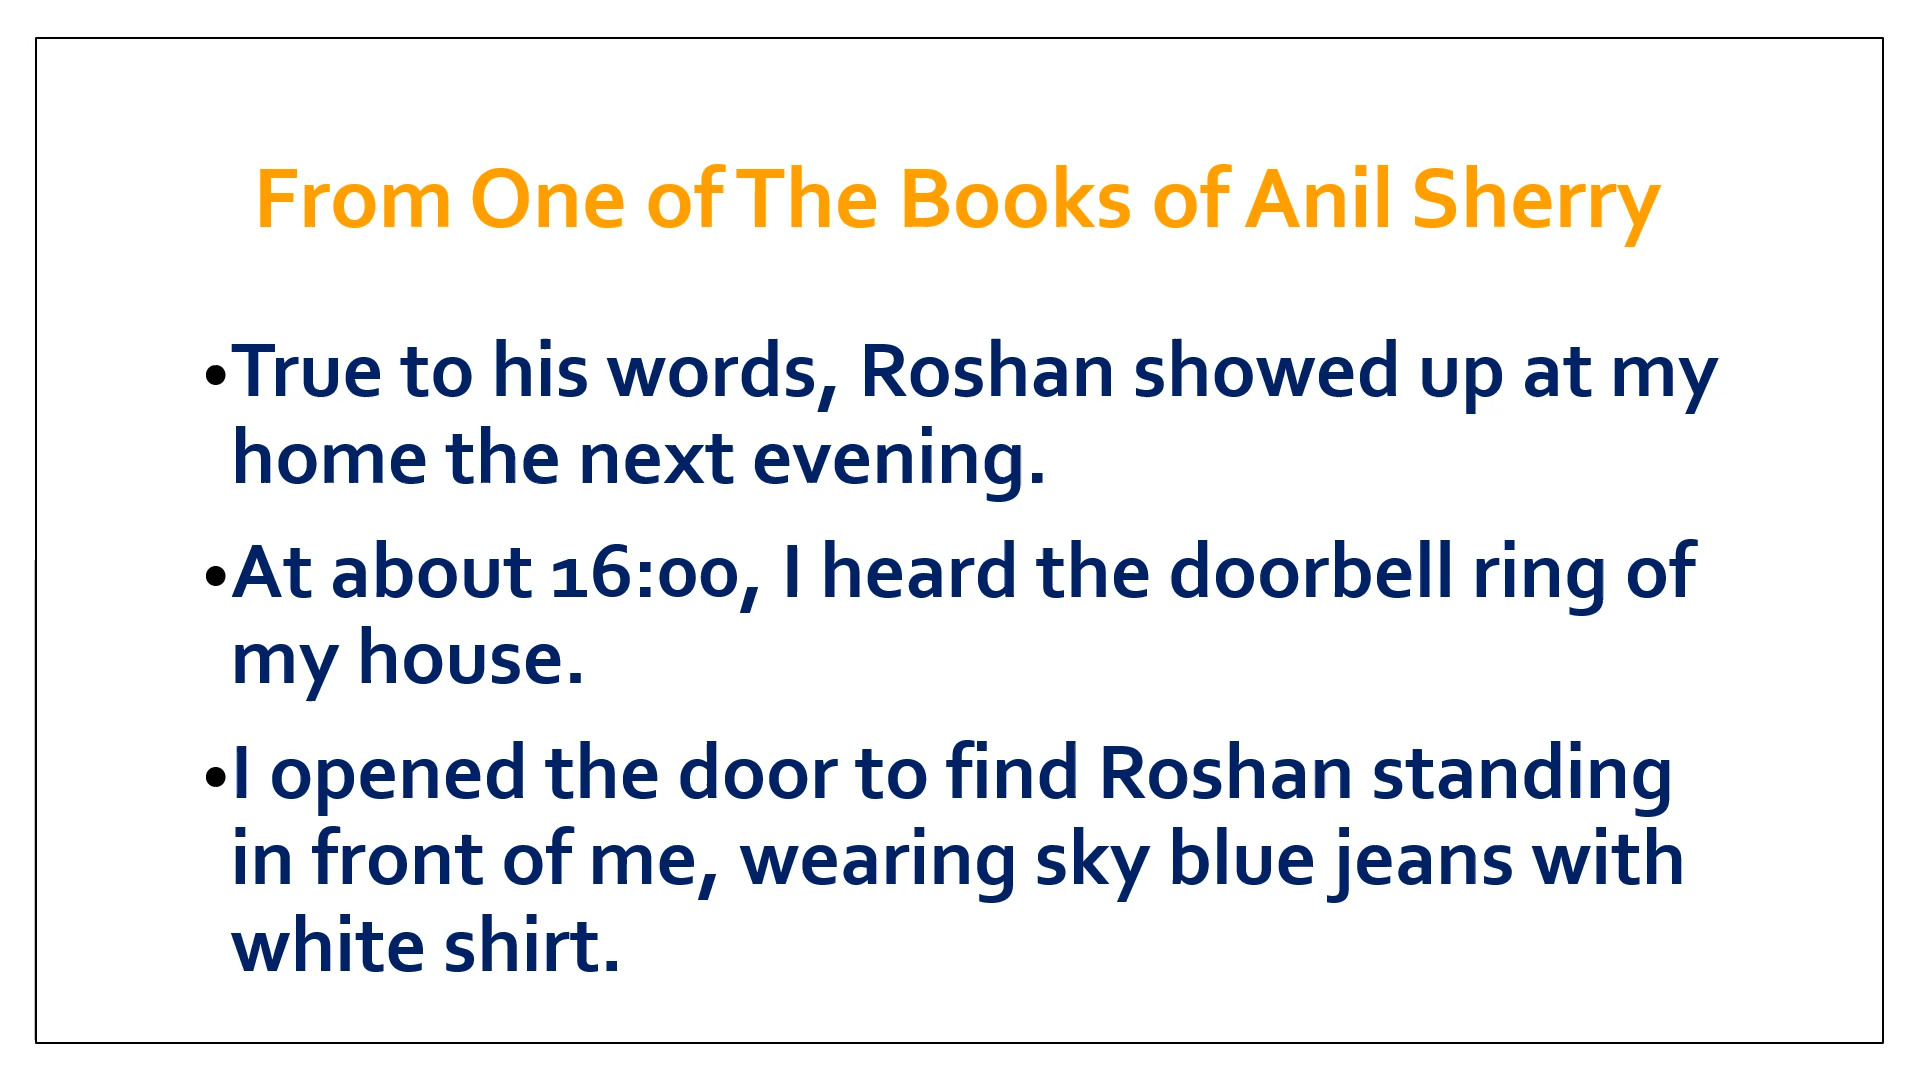 From One of The Books of Anil Sherry
•True to his words, Roshan showed up at my
home the next evening.
•At about 16:00, I heard the doorbell ring of
my house.
•I opened the door to find Roshan standing
in front of me, wearing sky blue jeans with
white shirt.